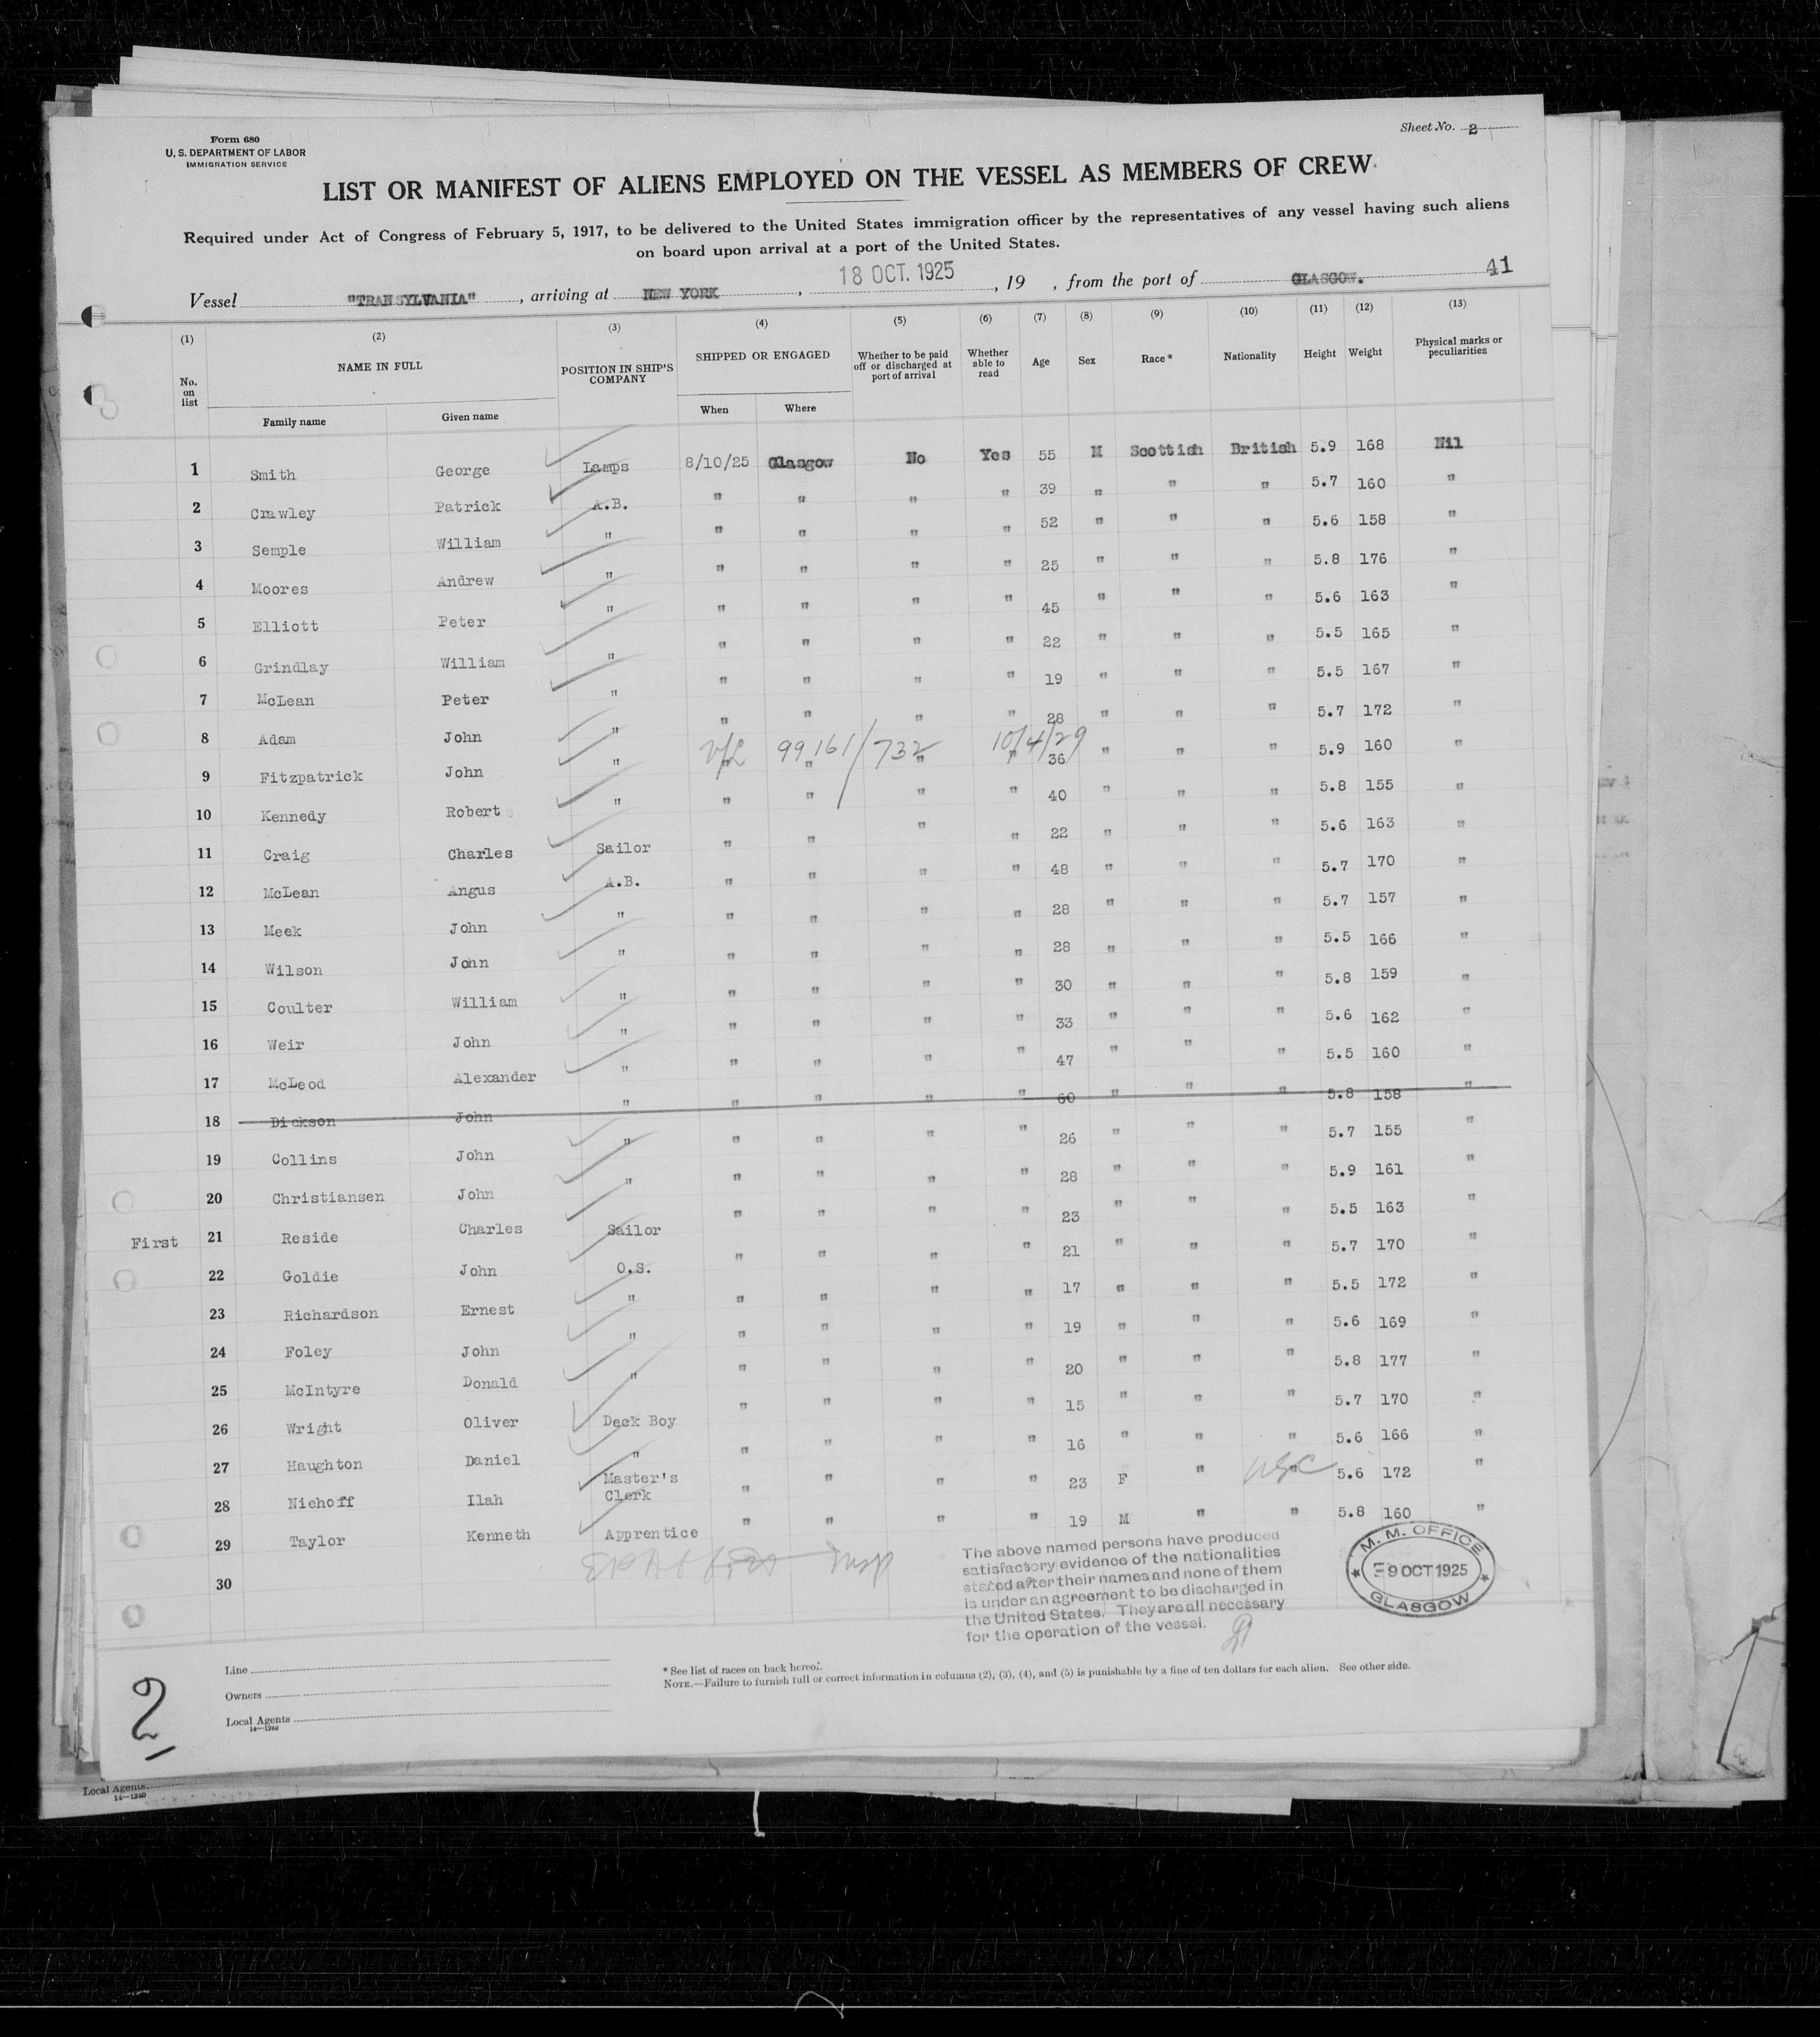 Form 680
U. S. DEPARTMENT OF LABOR
IMMIGRATION SERVICE
Sheet No. 2
LIST OR MANIFEST OF ALIENS EMPLOYED ON THE VESSEL AS MEMBERS OF CREW
Required under Act of Congress of February 5, 1917, to be delivered to the United States immigration officer by the representatives of any vessel having such aliens
on board upon arrival at a port of the United States.
Vessel "TRANSYLVANIA", arriving at NEW YORK, 18 OCT. 1925, 19 , from the port of GLASGOW. 41
(1) (2) (3) (4) (5) (6) (7) (8) (9) (10) (11) (12) (13)
No. on list NAME IN FULL POSITION IN SHIP'S COMPANY SHIPPED OR ENGAGED Whether to be paid off or discharged at port of arrival Whether able to read Age Sex Race* Nationality Height Weight Physical marks or peculiarities
Family name Given name When Where
1 Smith George Lamps 8/10/25 Glasgow No Yes 55 M Scottish British 5.9 168 Nil
2 Crawley Patrick A.B. " " " " 39 " " " 5.7 160 "
3 Semple William " " " " " 52 " " " 5.6 158 "
4 Moores Andrew " " " " " 25 " " " 5.8 176 "
5 Elliott Peter " " " " " 45 " " " 5.6 163 "
6 Grindlay William " " " " " 22 " " " 5.5 165 "
7 McLean Peter " " " " " 19 " " " 5.5 167 "
8 Adam John " " " " " 28 " " " 5.7 172 "
99161/732 10/4/29
9 Fitzpatrick John " " " " " 36 " " " 5.9 160 "
10 Kennedy Robert " " " " " 40 " " " 5.8 155 "
11 Craig Charles Sailor " " " " 22 " " " 5.6 163 "
12 McLean Angus A.B. " " " " 48 " " " 5.7 170 "
13 Meek John " " " " " 28 " " " 5.7 157 "
14 Wilson John " " " " " 28 " " " 5.5 166 "
15 Coulter William " " " " " 30 " " " 5.8 159 "
16 Weir John " " " " " 33 " " " 5.6 162 "
17 McLeod Alexander " " " " " 47 " " " 5.5 160 "
18 Dickson John " " " " " 60 " " " 5.8 158 "
19 Collins John " " " " " 26 " " " 5.7 155 "
20 Christiansen John " " " " " 28 " " " 5.9 161 "
First 21 Reside Charles Sailor " " " " 23 " " " 5.5 163 "
22 Goldie John O.S. " " " " 21 " " " 5.7 170 "
23 Richardson Ernest " " " " " 17 " " " 5.5 172 "
24 Foley John " " " " " 19 " " " 5.6 169 "
25 McIntyre Donald " " " " " 20 " " " 5.8 177 "
26 Wright Oliver Deck Boy " " " " 15 " " " 5.7 170 "
27 Haughton Daniel " " " " " 16 " " " 5.6 166 "
28 Niehoff Ilah Master's Clerk " " " " 23 F " " USC 5.6 172 "
29 Taylor Kenneth Apprentice " " " " 19 M " " 5.8 160 "
30
The above named persons have produced
satisfactory evidence of the nationalities
stated after their names and none of them
is under an agreement to be discharged in
the United States. They are all necessary
for the operation of the vessel.
M. M. OFFICE
9 OCT 1925
GLASGOW
Line
Owners
Local Agents
14—1240
* See list of races on back hereof.
NOTE.—Failure to furnish full or correct information in columns (2), (3), (4), and (5) is punishable by a fine of ten dollars for each alien. See other side.
2
Local Agents
14—1240